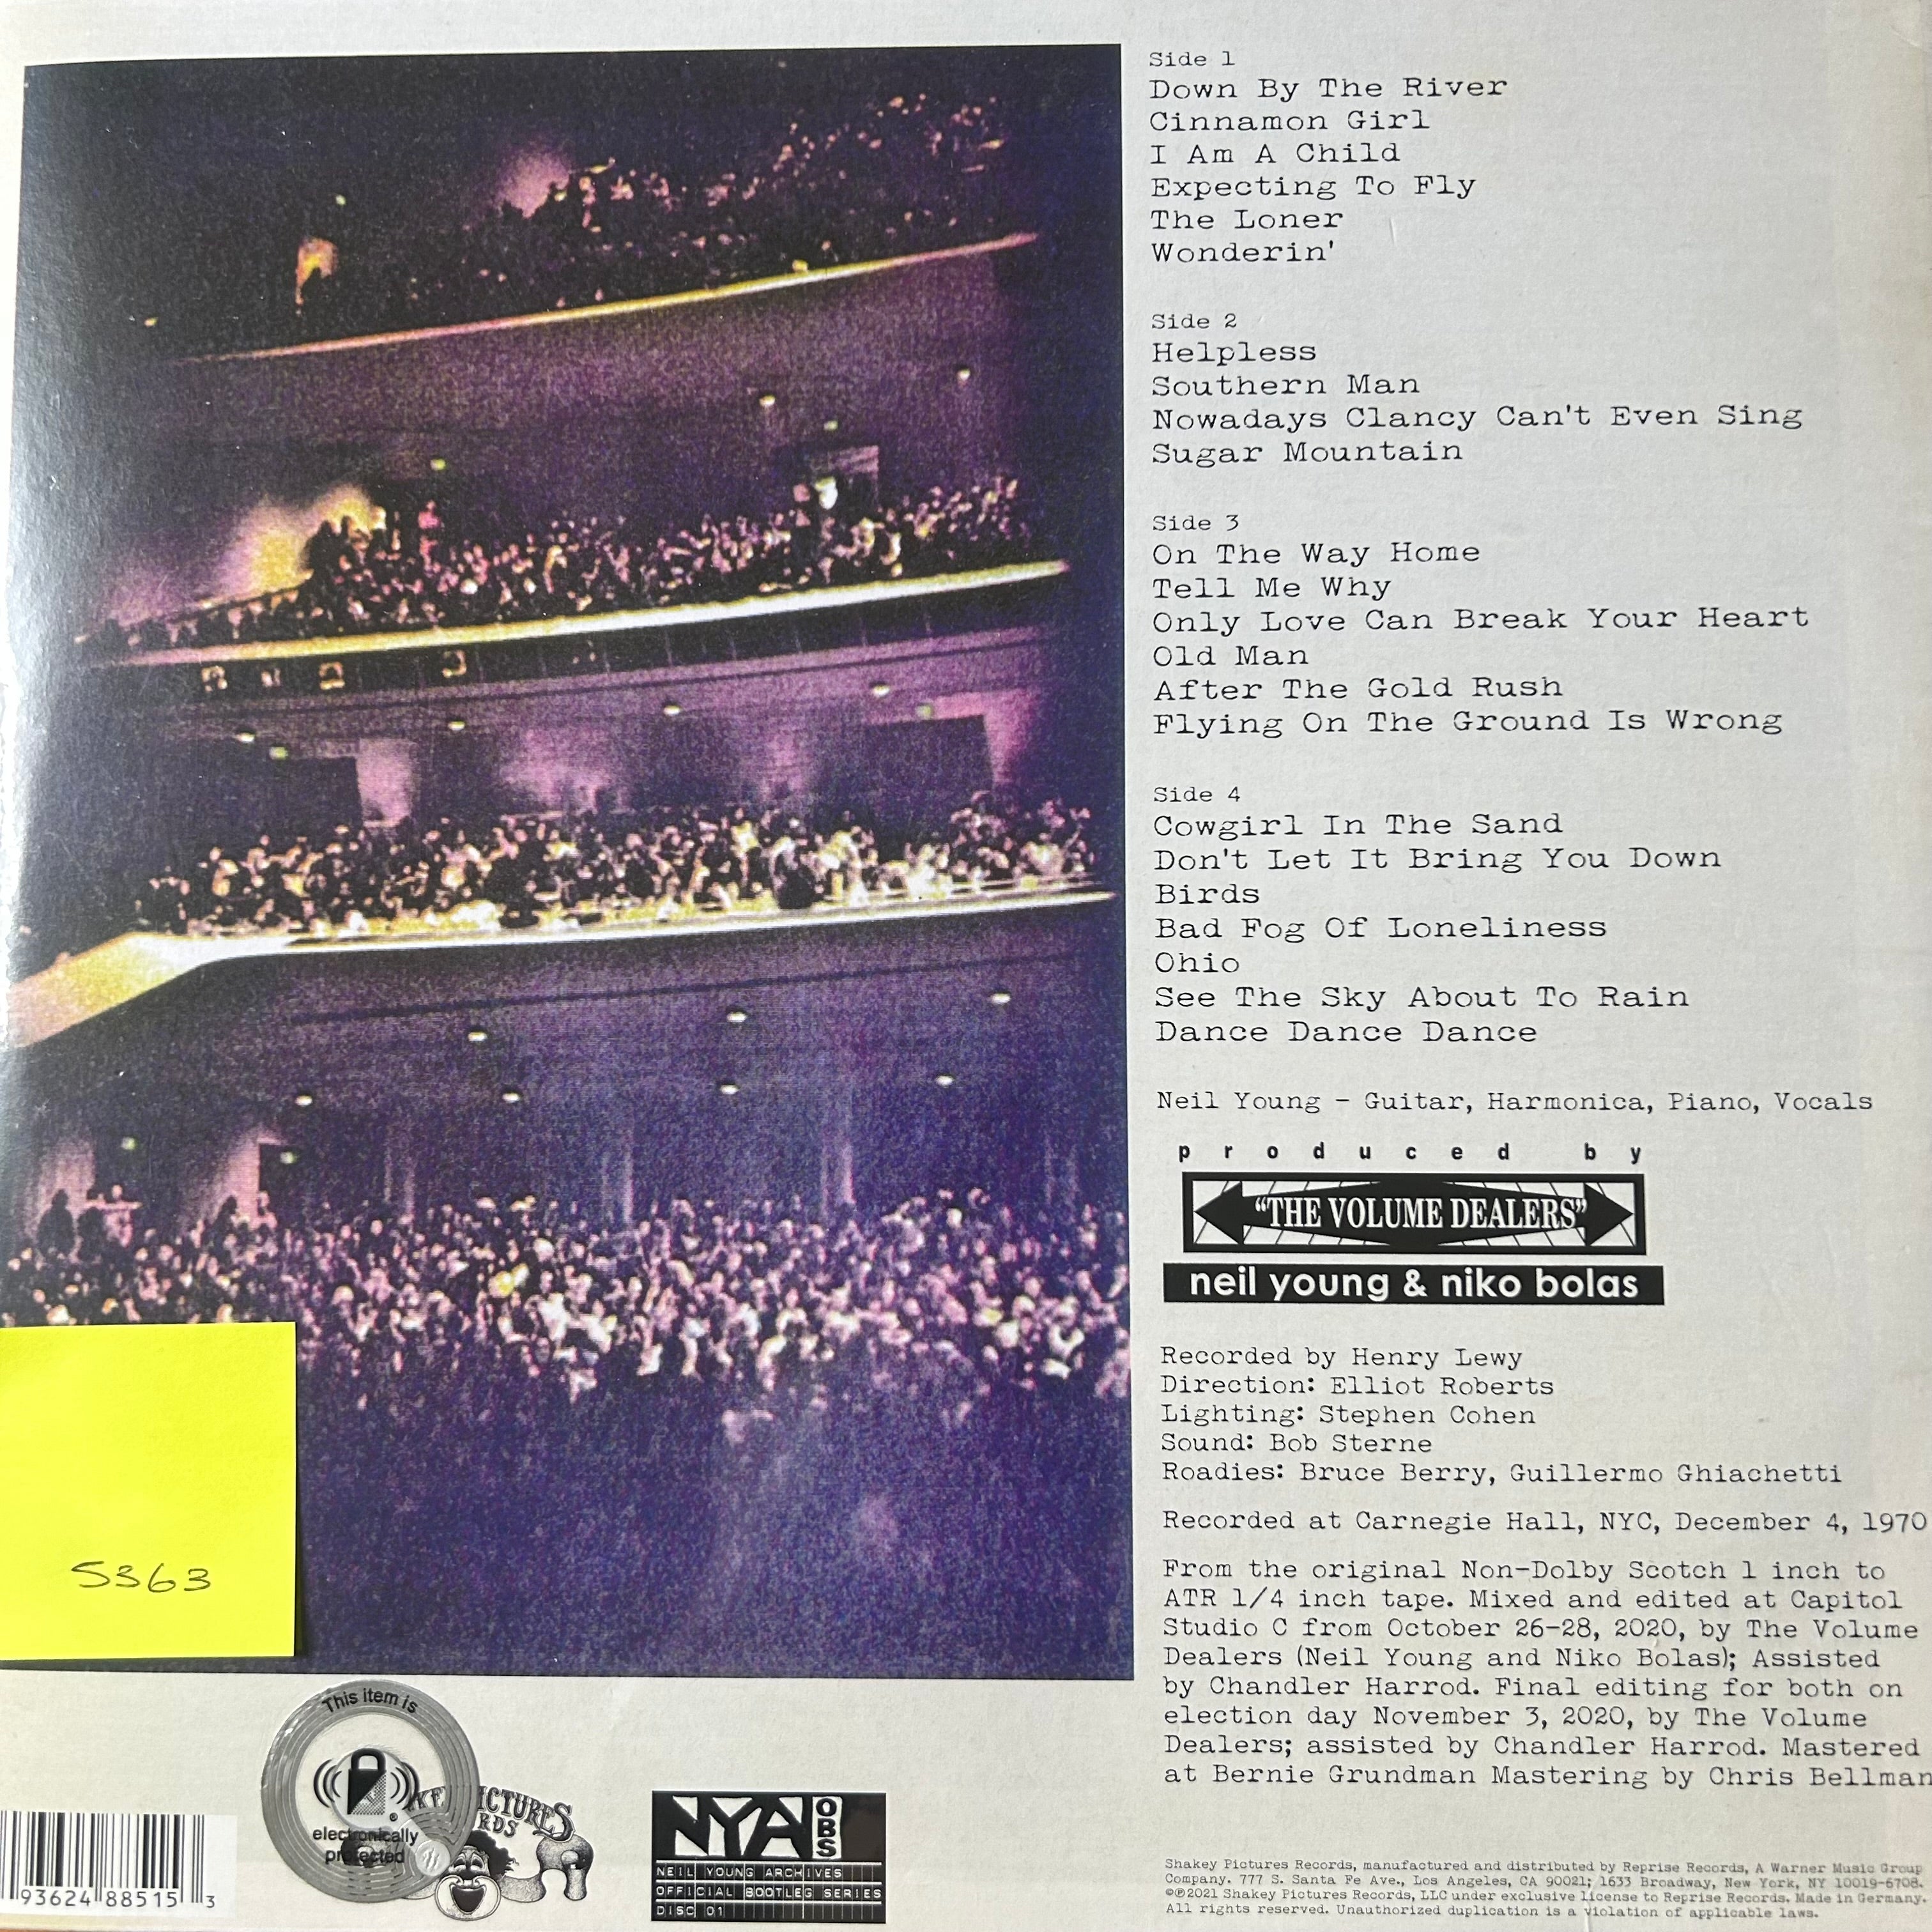 Side 1
Down By The River
Cinnamon Girl
I Am A Child
Expecting To Fly
The Loner
Wonderin'
Side 2
Helpless
Southern Man
Nowadays Clancy Can't Even Sing
Sugar Mountain
Side 3
On The Way Home
Tell Me Why
Only Love Can Break Your Heart
Old Man
After The Gold Rush
Flying On The Ground Is Wrong
Side 4
Cowgirl In The Sand
Don't Let It Bring You Down
Birds
Bad Fog Of Loneliness
Ohio
See The Sky About To Rain
Dance Dance Dance
Neil Young - Guitar, Harmonica, Piano, Vocals
produced by
"THE VOLUME DEALERS"
neil young & niko bolas
Recorded by Henry Lewy
Direction: Elliot Roberts
Lighting: Stephen Cohen
Sound: Bob Sterne
Roadies: Bruce Berry, Guillermo Ghiachetti
Recorded at Carnegie Hall, NYC, December 4, 1970
From the original Non-Dolby Scotch 1 inch to
ATR 1/4 inch tape. Mixed and edited at Capitol
Studio C from October 26-28, 2020, by The Volume
Dealers (Neil Young and Niko Bolas); Assisted
by Chandler Harrod. Final editing for both on
election day November 3, 2020, by The Volume
Dealers; assisted by Chandler Harrod. Mastered
at Bernie Grundman Mastering by Chris Bellman
Shakey Pictures Records, manufactured and distributed by Reprise Records, A Warner Music Group
Company. 777 S. Santa Fe Ave., Los Angeles, CA 90021; 1633 Broadway, New York, NY 10019-6708.
©℗2021 Shakey Pictures Records, LLC under exclusive license to Reprise Records. Made in Germany.
All rights reserved. Unauthorized duplication is a violation of applicable laws.
5363
This item is
electronically
protected
®
93624 88515 3
NYA OBS
NEIL YOUNG ARCHIVES
OFFICIAL BOOTLEG SERIES
DISC 01